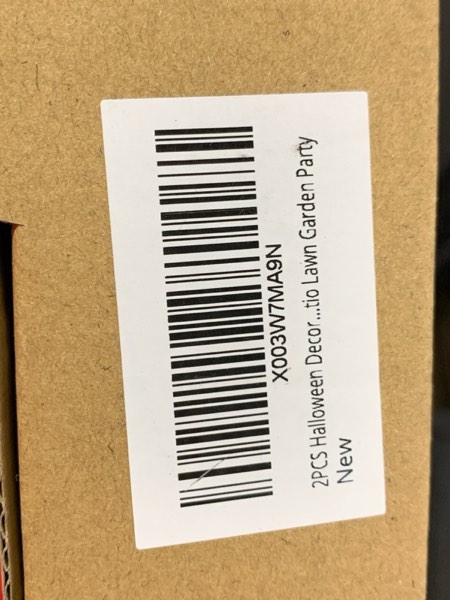 X003W7MA9N
2PCS Halloween Decor...tio Lawn Garden Party
New